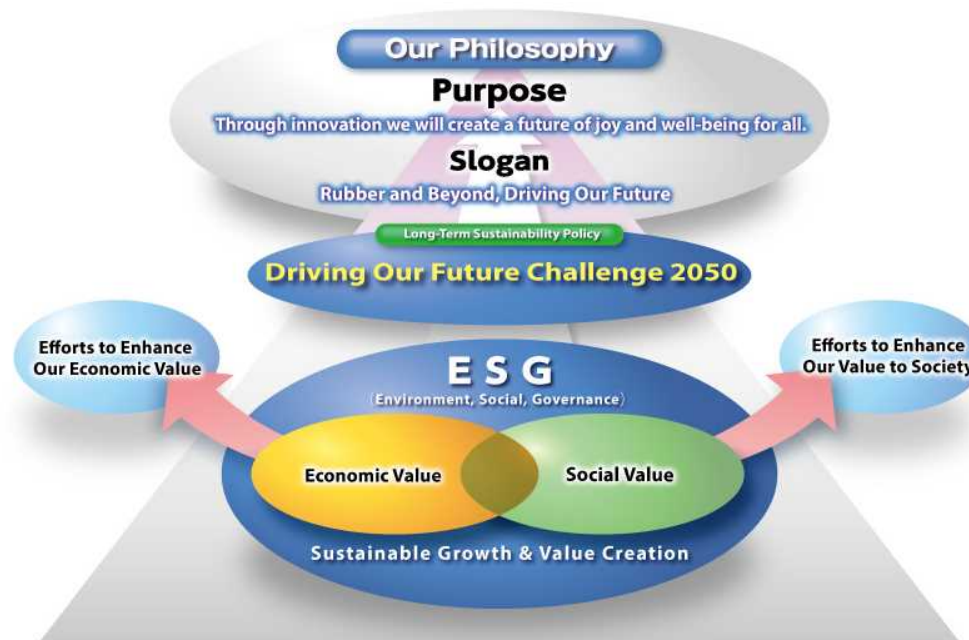 Our Philosophy
Purpose
Through innovation we will create a future of joy and well-being for all.
Slogan
Rubber and Beyond, Driving Our Future
Long-Term Sustainability Policy
Driving Our Future Challenge 2050
Efforts to Enhance
Our Economic Value
Efforts to Enhance
Our Value to Society
E S G
(Environment, Social, Governance)
Economic Value
Social Value
Sustainable Growth & Value Creation